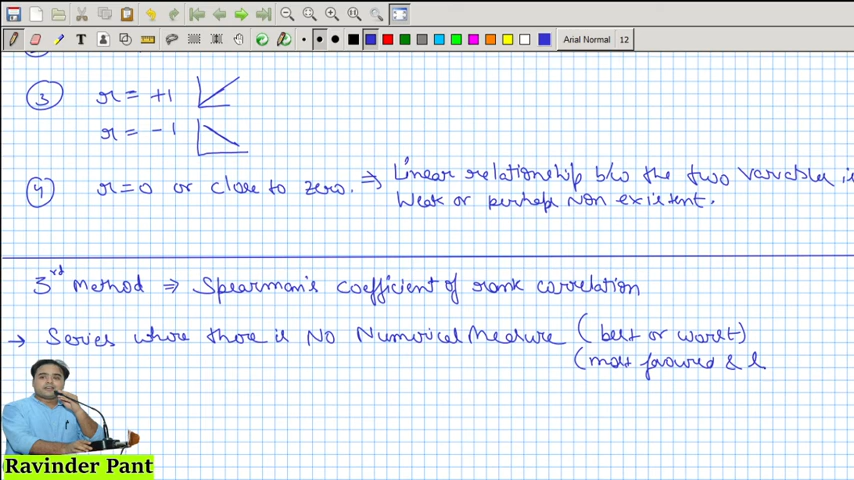 Arial Normal 12
3 r = +1
r = -1
4 r=0 or close to zero. ⇒ Linear relationship b/w the two variables is
weak or perhaps Non existent.
3rd Method ⇒ Spearman's coefficient of rank correlation
→ Series where there is NO Numerical Measure (best or worst)
(most favoured & l
Ravinder Pant